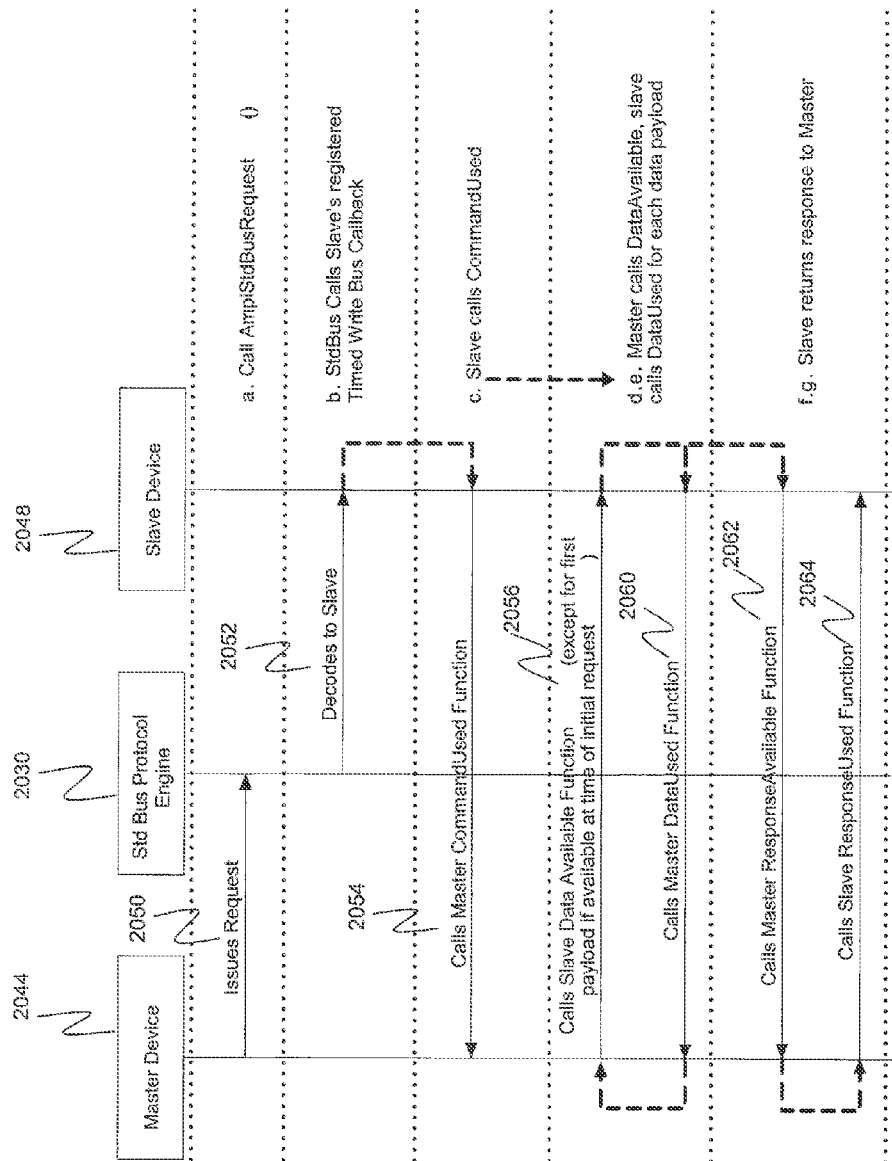 2044
2030
2048
Master Device
Std Bus Protocol
Engine
Slave Device
2050
Issues Request
a. Call AmpiStdBusRequest ()
2052
Decodes to Slave
b. StdBus Calls Slave's registered
Timed Write Bus Callback
2054
Calls Master CommandUsed Function
c. Slave calls CommandUsed
2056
Calls Slave Data Available Function (except for first
payload if available at time of initial request
d.e. Master calls DataAvailable, slave
calls DataUsed for each data payload
2060
Calls Master DataUsed Function
2062
Calls Master ResponseAvailable Function
f.g. Slave returns response to Master
2064
Calls Slave ResponseUsed Function